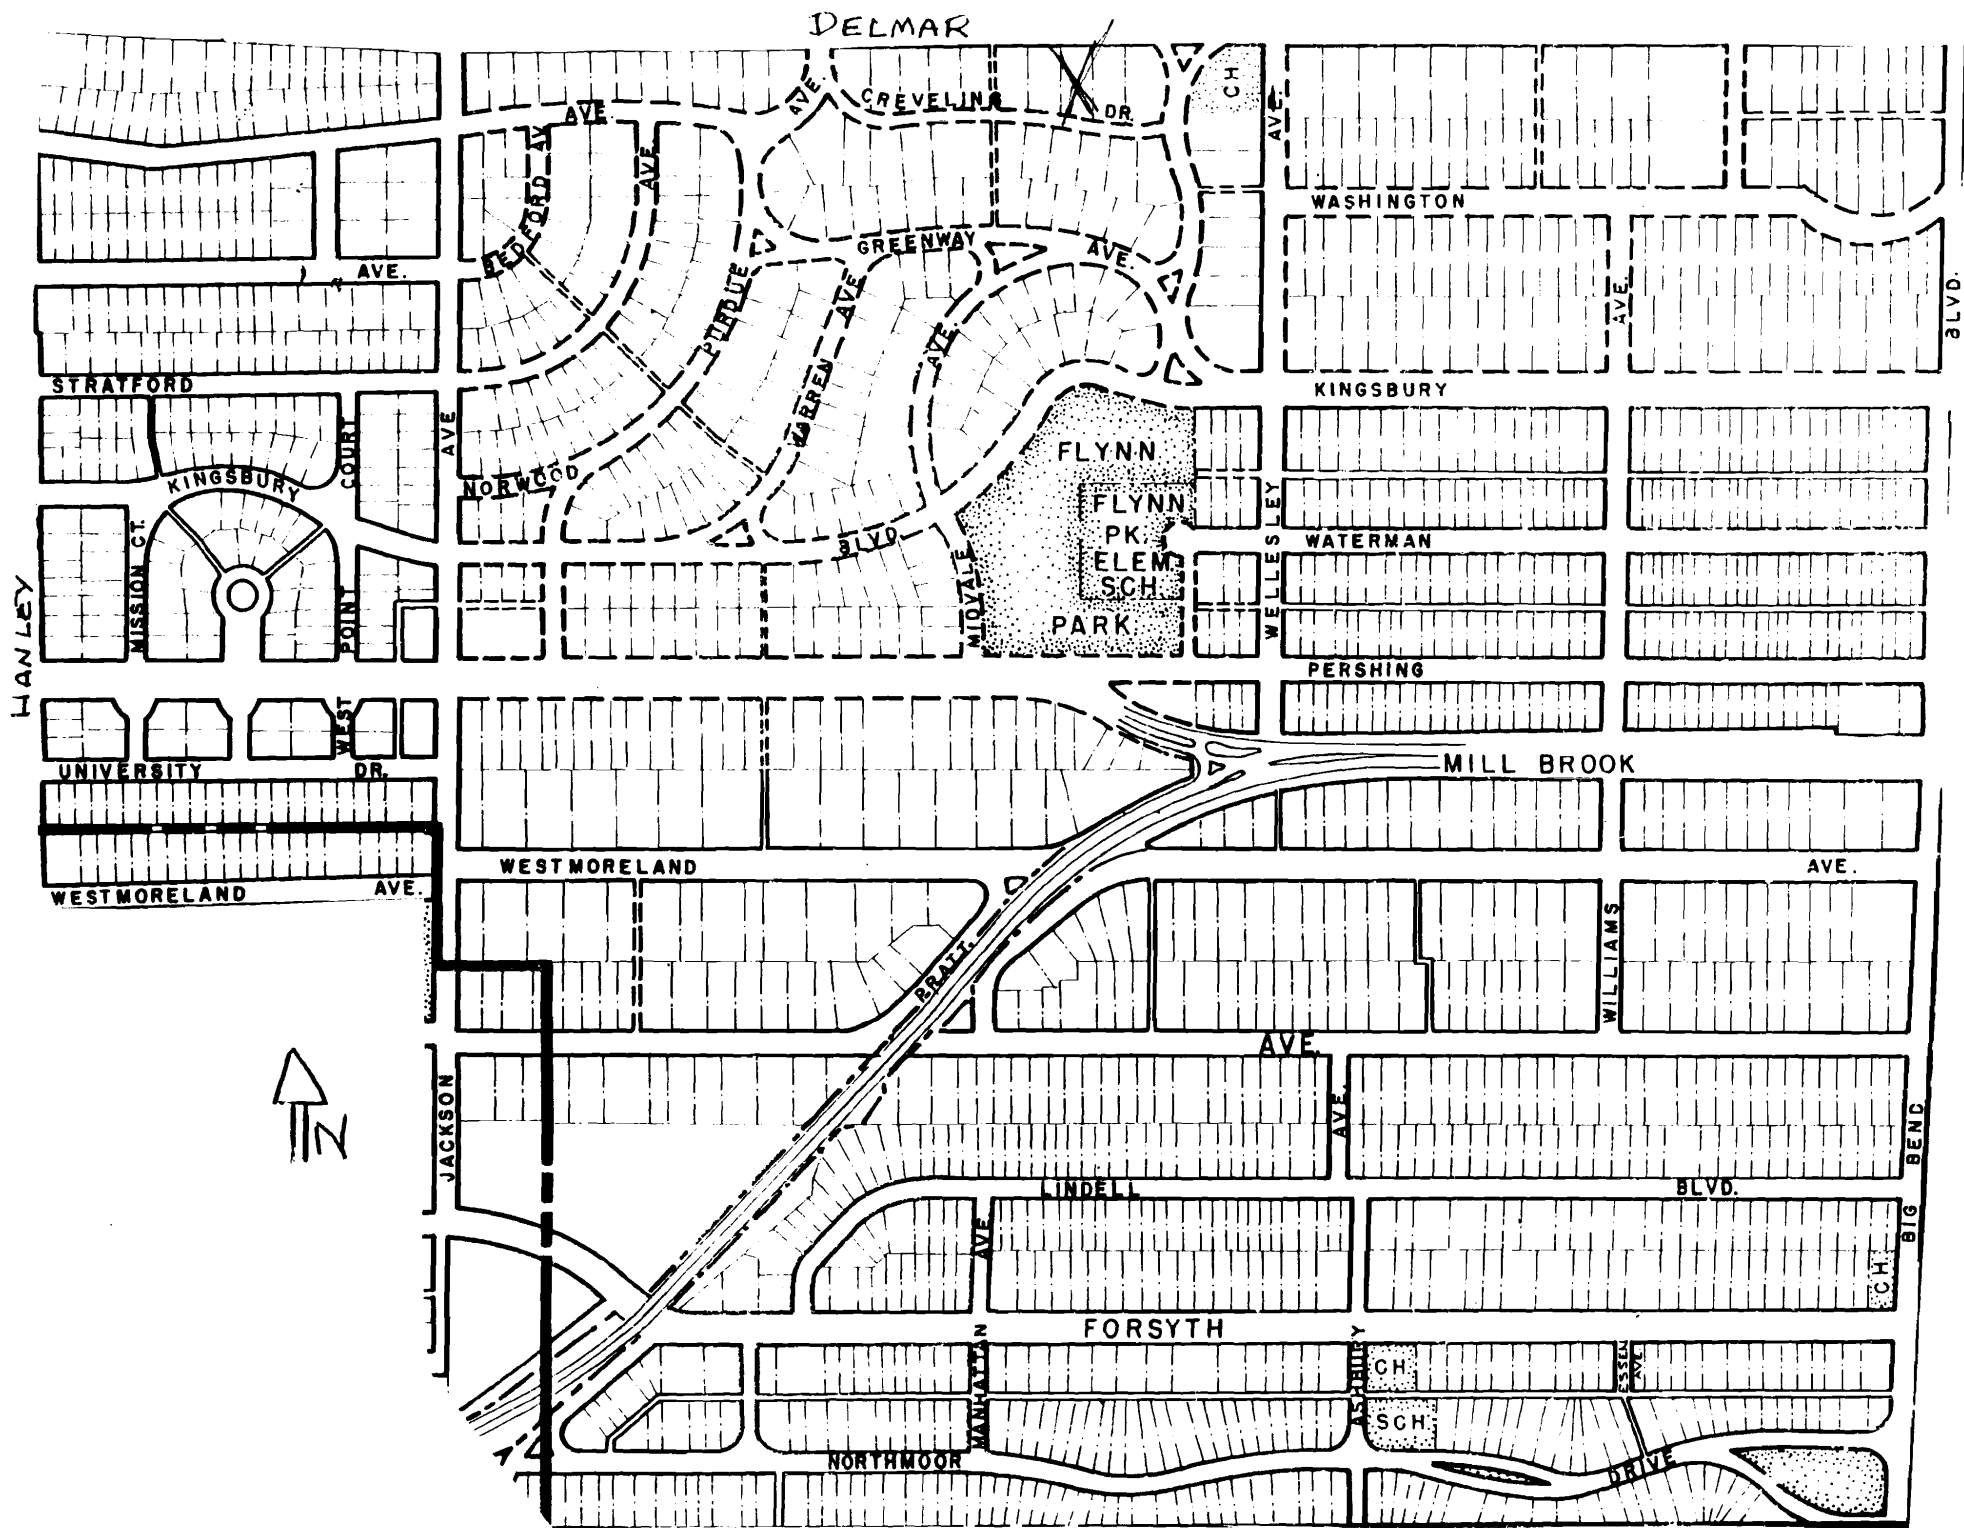 DELMAR
CREVELING
DR.
CH
AVE.
AVE
AVE.
BEDFORD AV.
AVE.
AVE.
WASHINGTON
GREENWAY
AVE.
AVE.
PURDUE
WARREN AVE.
AVE.
AVE.
BLVD.
STRATFORD
KINGSBURY
COURT
AVE
KINGSBURY
NORWOOD
FLYNN
FLYNN
PK.
ELEM.
SCH
PARK
BLVD.
MIDVALE
WELLESLEY
WATERMAN
MISSION CT.
POINT
HANLEY
PERSHING
WEST
UNIVERSITY
DR.
MILL BROOK
WESTMORELAND
AVE.
WESTMORELAND
AVE.
WILLIAMS
PRATT
AVE.
N
JACKSON
AVE.
BEND
LINDELL
BLVD.
BIG
AVE.
CH
FORSYTH
MANHATTAN
ASHBURY
CH
ESSEN
AVE
SCH
NORTHMOOR
DRIVE